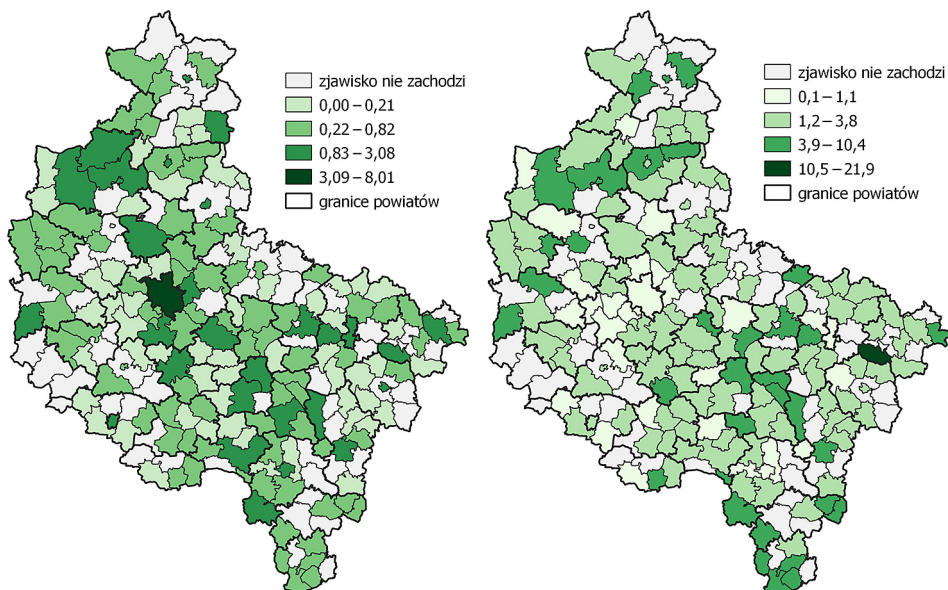 zjawisko nie zachodzi
0,00 – 0,21
0,22 – 0,82
0,83 – 3,08
3,09 – 8,01
granice powiatów
zjawisko nie zachodzi
0,1 – 1,1
1,2 – 3,8
3,9 – 10,4
10,5 – 21,9
granice powiatów